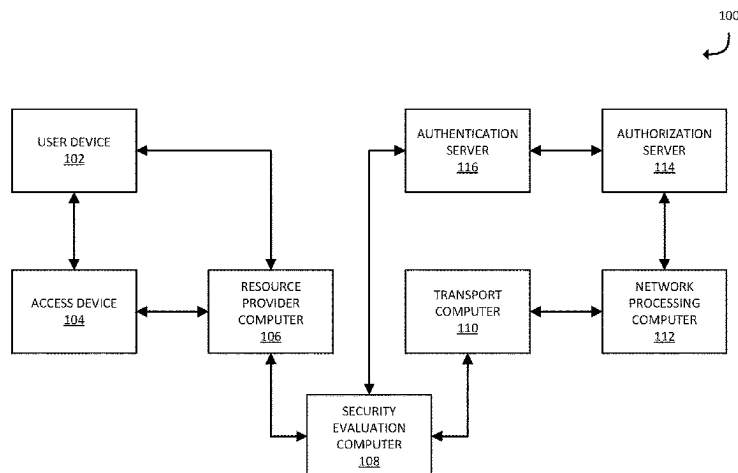 100
USER DEVICE
102
AUTHENTICATION
SERVER
116
AUTHORIZATION
SERVER
114
ACCESS DEVICE
104
RESOURCE
PROVIDER
COMPUTER
106
TRANSPORT
COMPUTER
110
NETWORK
PROCESSING
COMPUTER
112
SECURITY
EVALUATION
COMPUTER
108